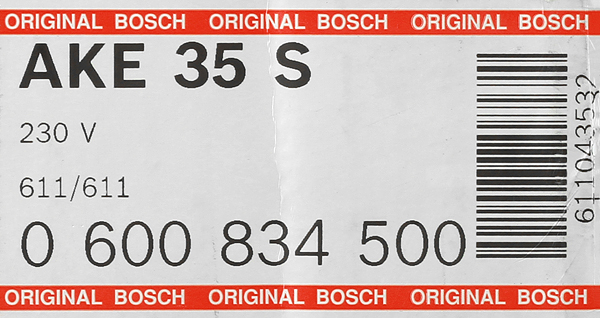 ORIGINAL BOSCH ORIGINAL BOSCH ORIGINAL BOSCH
AKE 35 S
230 V
611/611
0 600 834 500
611043532
ORIGINAL BOSCH ORIGINAL BOSCH ORIGINAL BOSCH